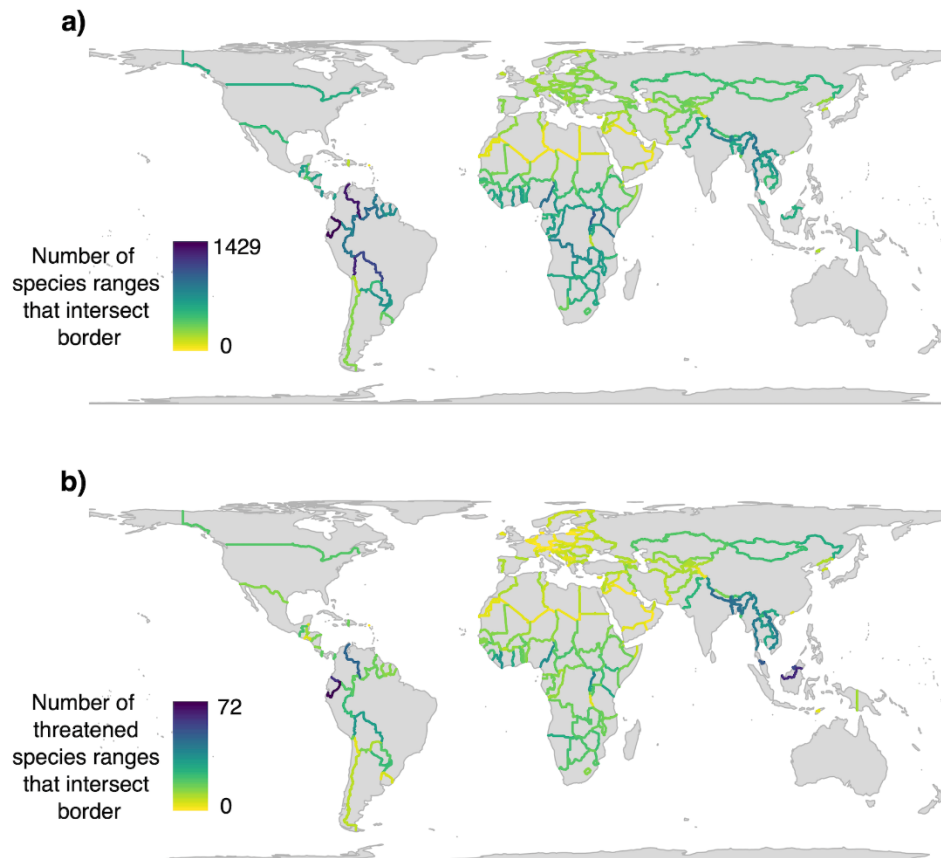 a)
Number of
species ranges
that intersect
border
1429
0
b)
Number of
threatened
species ranges
that intersect
border
72
0